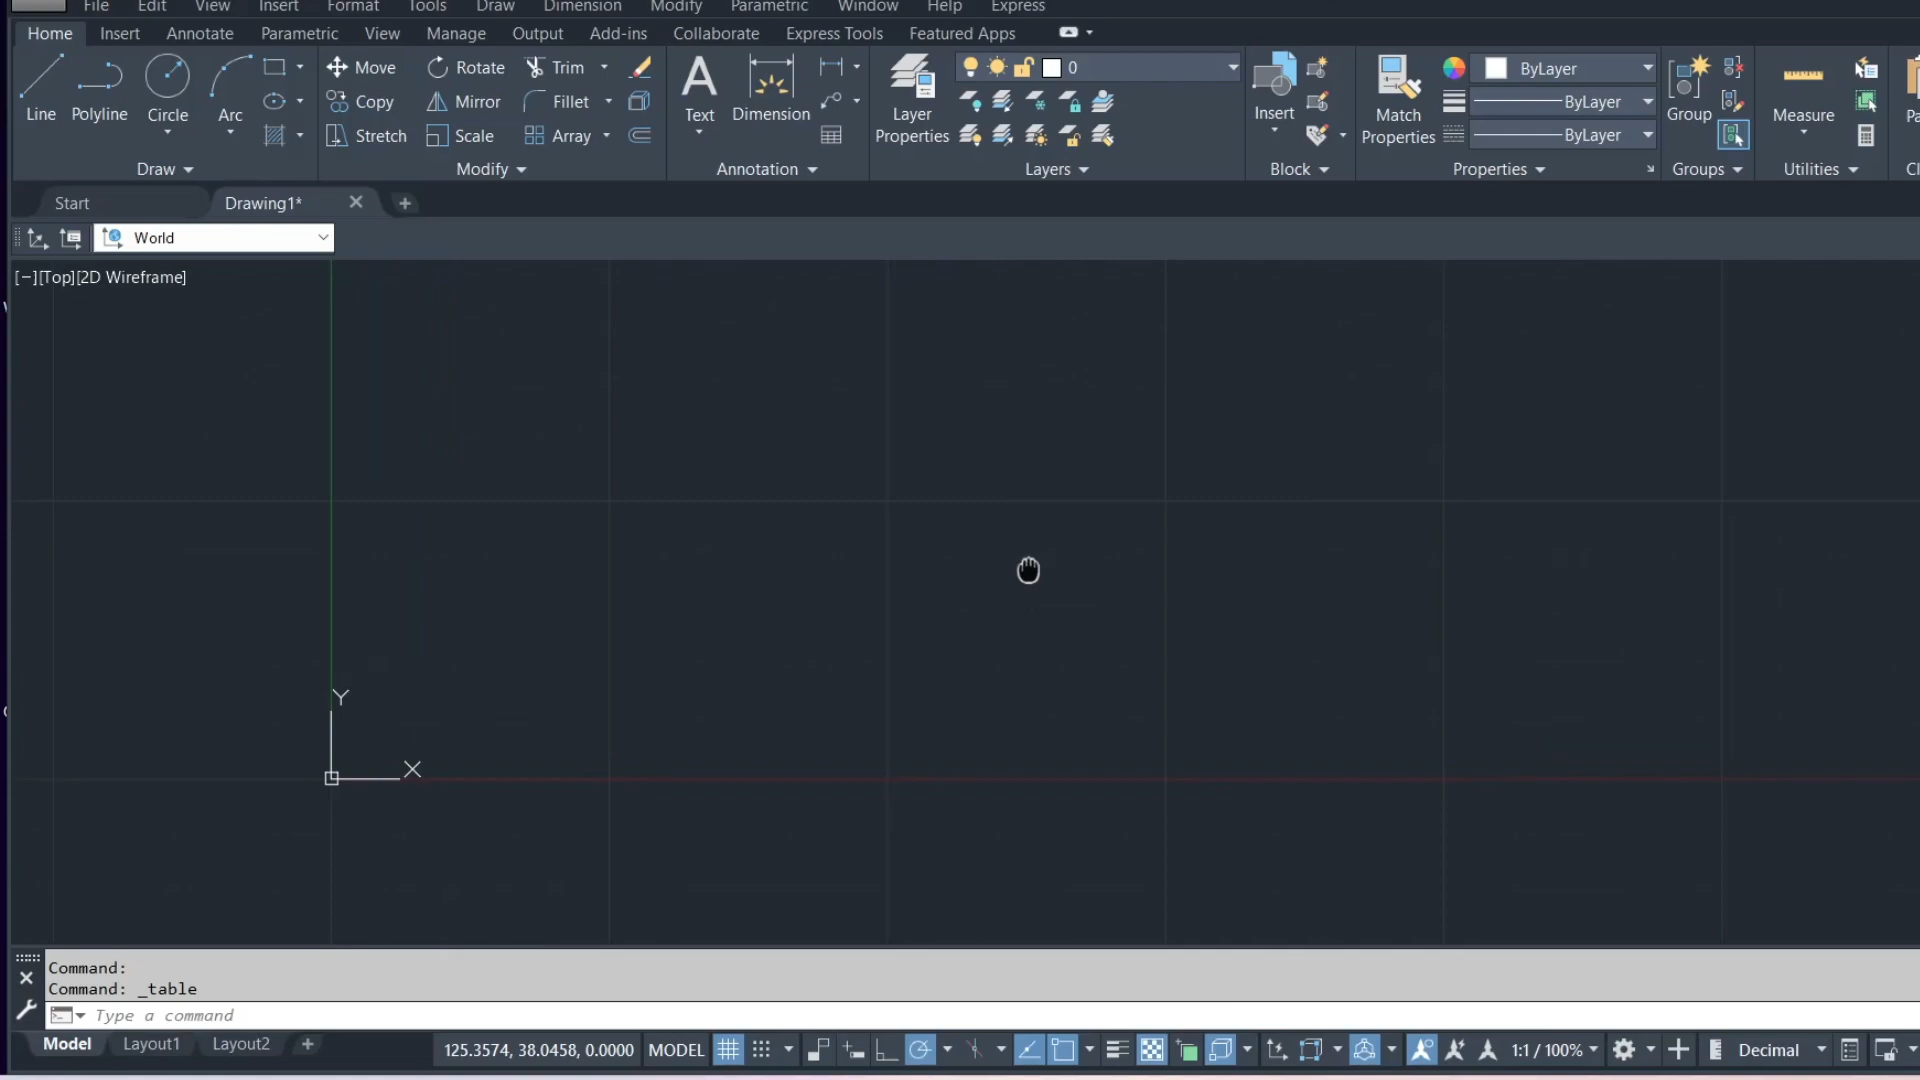 File Edit View Insert Format Tools Draw Dimension Modify Parametric Window Help Express
Home Insert Annotate Parametric View Manage Output Add-ins Collaborate Express Tools Featured Apps
Line Polyline Circle Arc
Move Rotate Trim
Copy Mirror Fillet
Stretch Scale Array
Text Dimension
Layer Properties
0
Insert
Match Properties
ByLayer
ByLayer
ByLayer
Group
Measure
Draw Modify Annotation Layers Block Properties Groups Utilities
Start Drawing1*
World
[−][Top][2D Wireframe]
Y
X
Command:
Command: _table
Type a command
Model Layout1 Layout2 125.3574, 38.0458, 0.0000 MODEL 1:1 / 100% Decimal